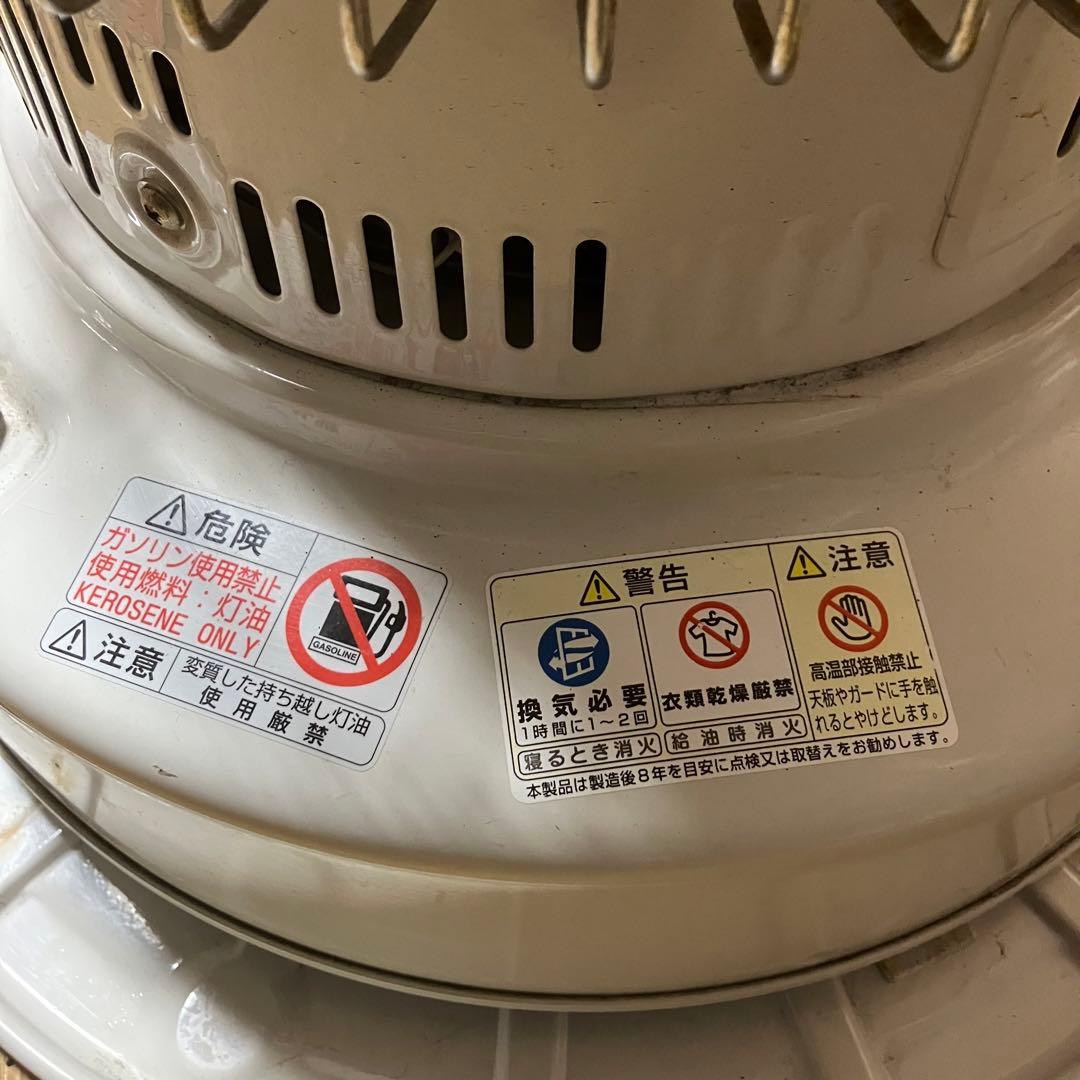 危険
ガソリン使用禁止
使用燃料：灯油
KEROSENE ONLY
GASOLINE
注意
変質した持ち越し灯油
使用厳禁
警告
換気必要
1時間に1～2回
衣類乾燥厳禁
寝るとき消火
給油時消火
注意
高温部接触禁止
天板やガードに手を触
れるとやけどします。
本製品は製造後8年を目安に点検又は取替えをお勧めします。